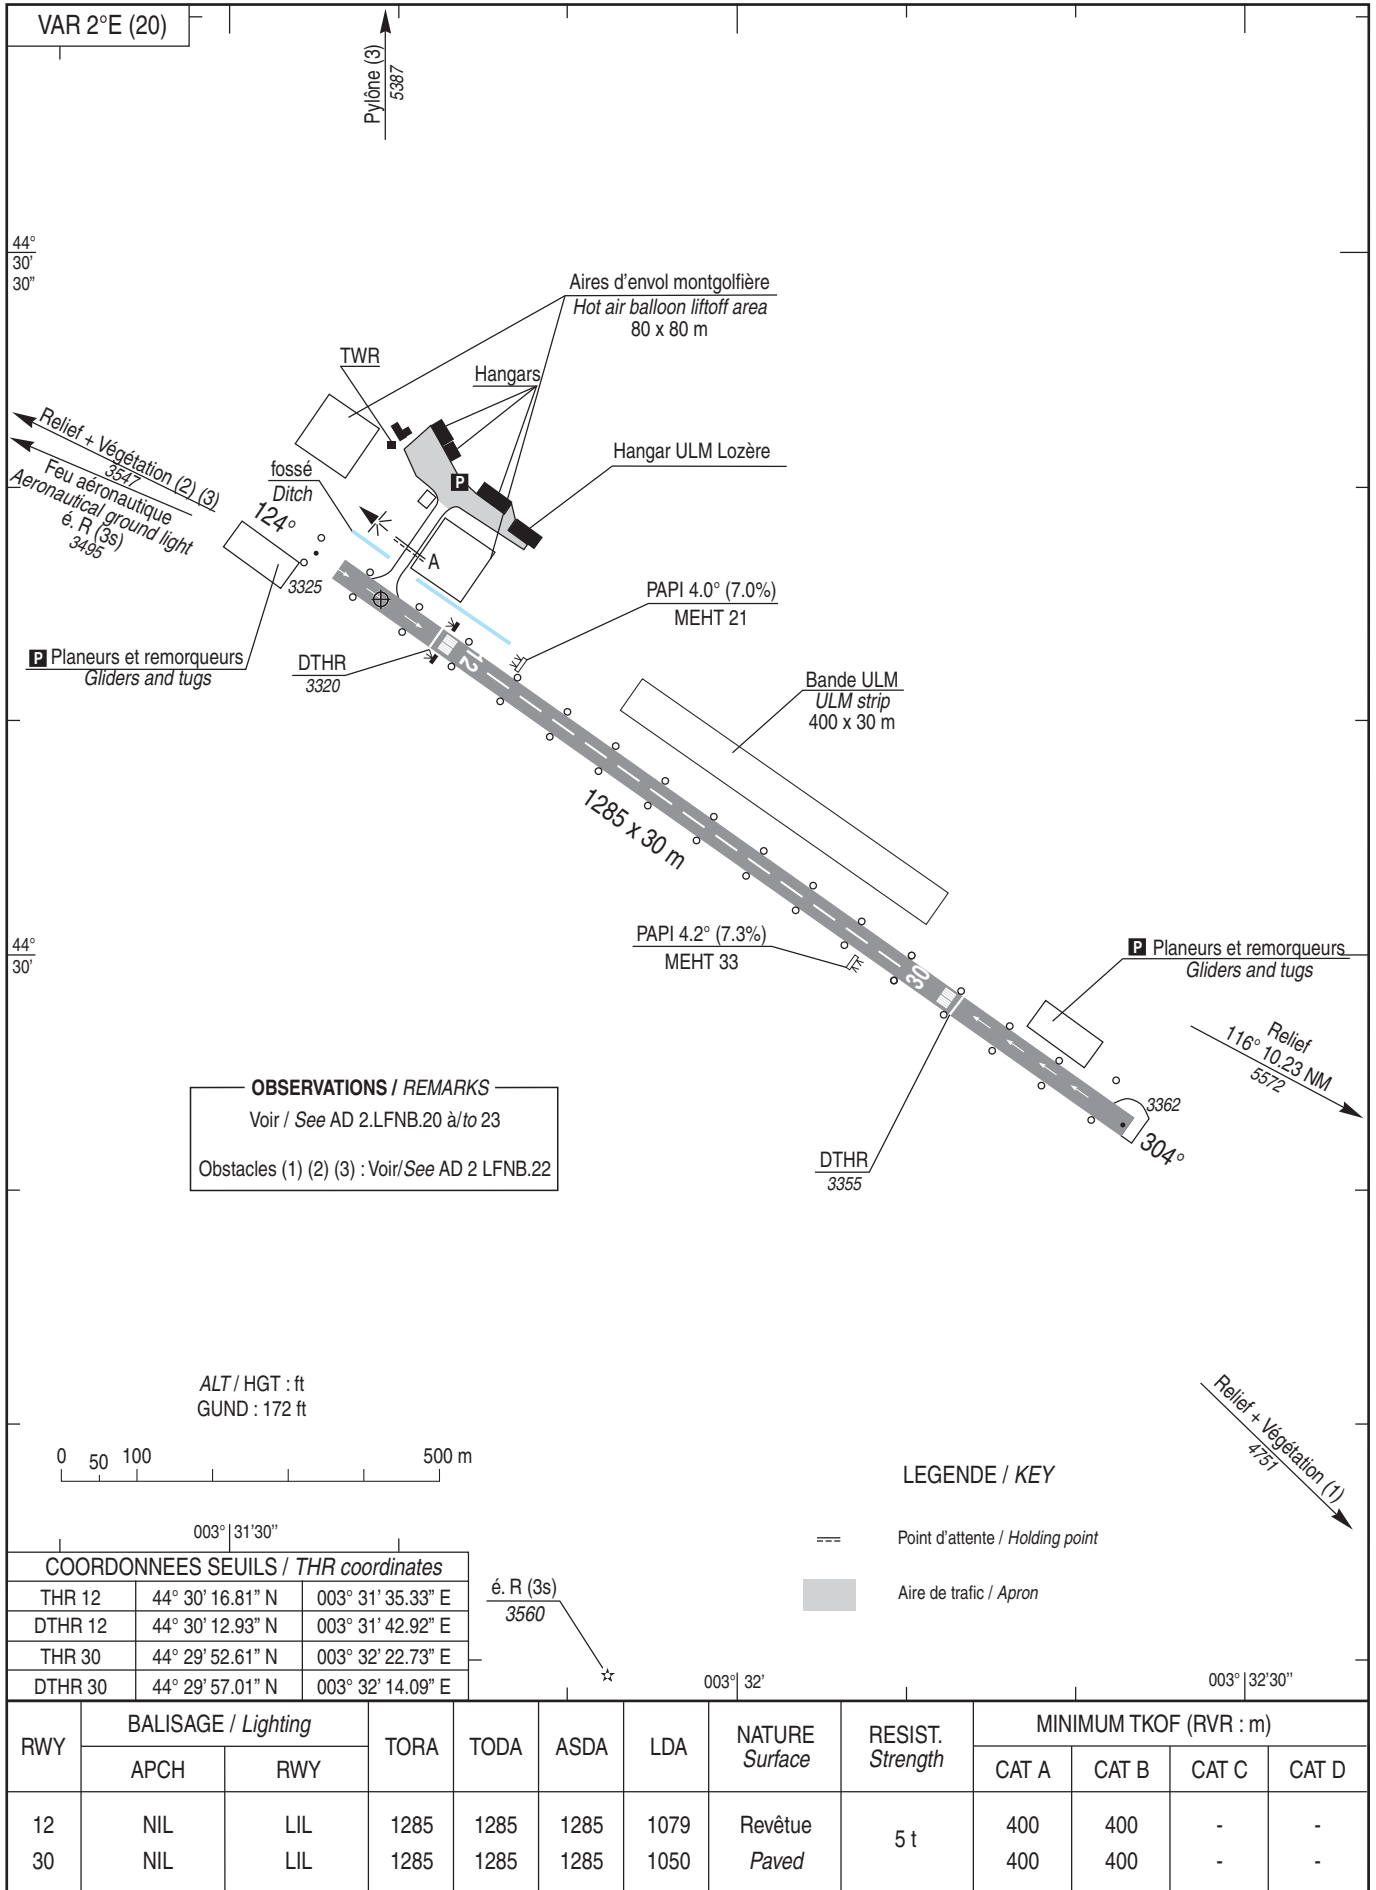 VAR 2°E (20)
Pylône (3)
5387
44°
30’
30”
Aires d’envol montgolfière
Hot air balloon liftoff area
80 x 80 m
TWR
Hangars
Hangar ULM Lozère
Relief + Végétation (2) (3)
3547
Feu aéronautique
Aeronautical ground light
é. R (3s)
3495
fossé
Ditch
124°
P
A
3325
PAPI 4.0° (7.0%)
MEHT 21
P Planeurs et remorqueurs
Gliders and tugs
DTHR
3320
12
Bande ULM
ULM strip
400 x 30 m
1285 x 30 m
44°
30’
PAPI 4.2° (7.3%)
MEHT 33
30
P Planeurs et remorqueurs
Gliders and tugs
Relief
116° 10.23 NM
5572
OBSERVATIONS / REMARKS
Voir / See AD 2.LFNB.20 à/to 23
Obstacles (1) (2) (3) : Voir/See AD 2 LFNB.22
3362
304°
DTHR
3355
ALT / HGT : ft
GUND : 172 ft
0 50 100 500 m
Relief + Végétation (1)
4751
LEGENDE / KEY
Point d’attente / Holding point
Aire de trafic / Apron
003° 31’30”
COORDONNEES SEUILS / THR coordinates
THR 12 44° 30’ 16.81” N 003° 31’ 35.33” E
DTHR 12 44° 30’ 12.93” N 003° 31’ 42.92” E
THR 30 44° 29’ 52.61” N 003° 32’ 22.73” E
DTHR 30 44° 29’ 57.01” N 003° 32’ 14.09” E
é. R (3s)
3560
003° 32’
003° 32’30”
RWY BALISAGE / Lighting TORA TODA ASDA LDA NATURE RESIST. MINIMUM TKOF (RVR : m)
Surface Strength
APCH RWY CAT A CAT B CAT C CAT D
12 NIL LIL 1285 1285 1285 1079 Revêtue 400 400 - -
5 t
30 NIL LIL 1285 1285 1285 1050 Paved 400 400 - -